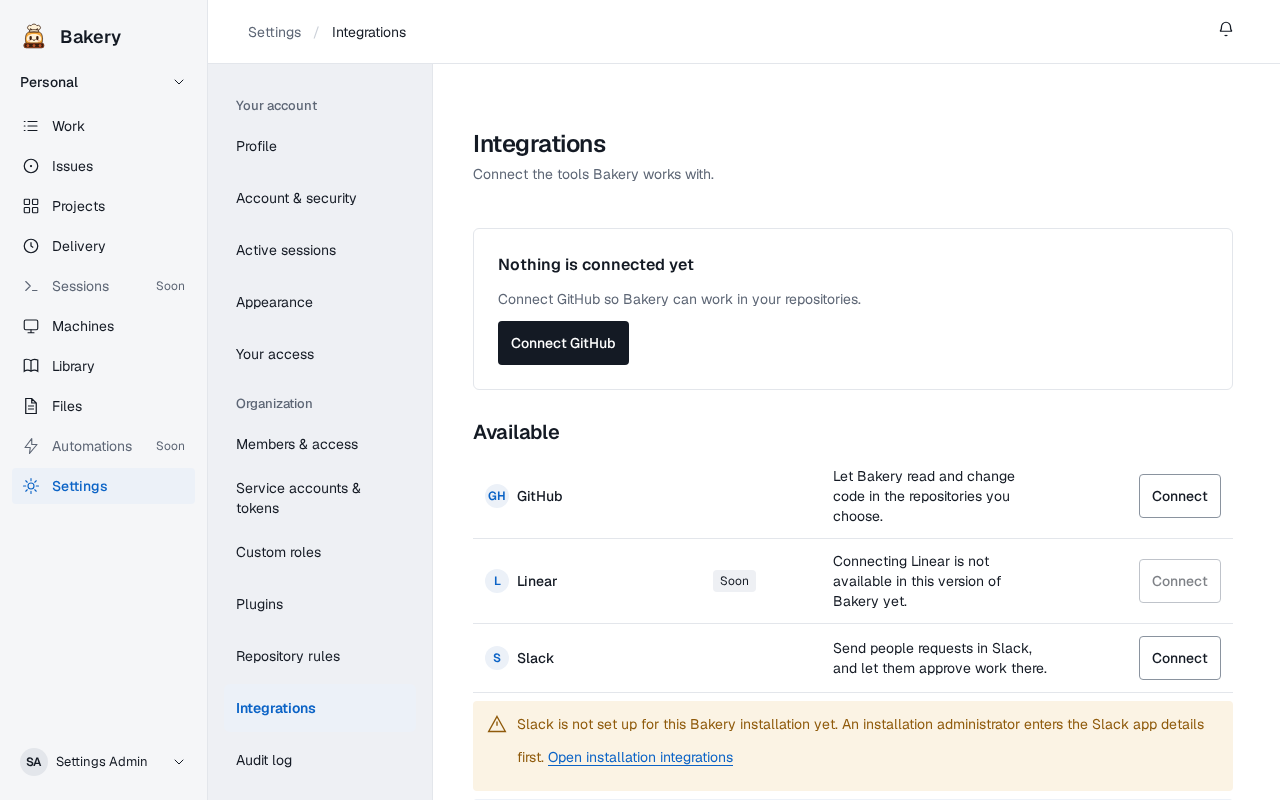 Bakery
Personal
Work
Issues
Projects
Delivery
Sessions Soon
Machines
Library
Files
Automations Soon
Settings
SA Settings Admin
Settings / Integrations
Your account
Profile
Account & security
Active sessions
Appearance
Your access
Organization
Members & access
Service accounts &
tokens
Custom roles
Plugins
Repository rules
Integrations
Audit log
Integrations
Connect the tools Bakery works with.
Nothing is connected yet
Connect GitHub so Bakery can work in your repositories.
Connect GitHub
Available
GH GitHub
Let Bakery read and change
code in the repositories you
choose.
Connect
L Linear
Soon
Connecting Linear is not
available in this version of
Bakery yet.
Connect
S Slack
Send people requests in Slack,
and let them approve work there.
Connect
Slack is not set up for this Bakery installation yet. An installation administrator enters the Slack app details
first. Open installation integrations